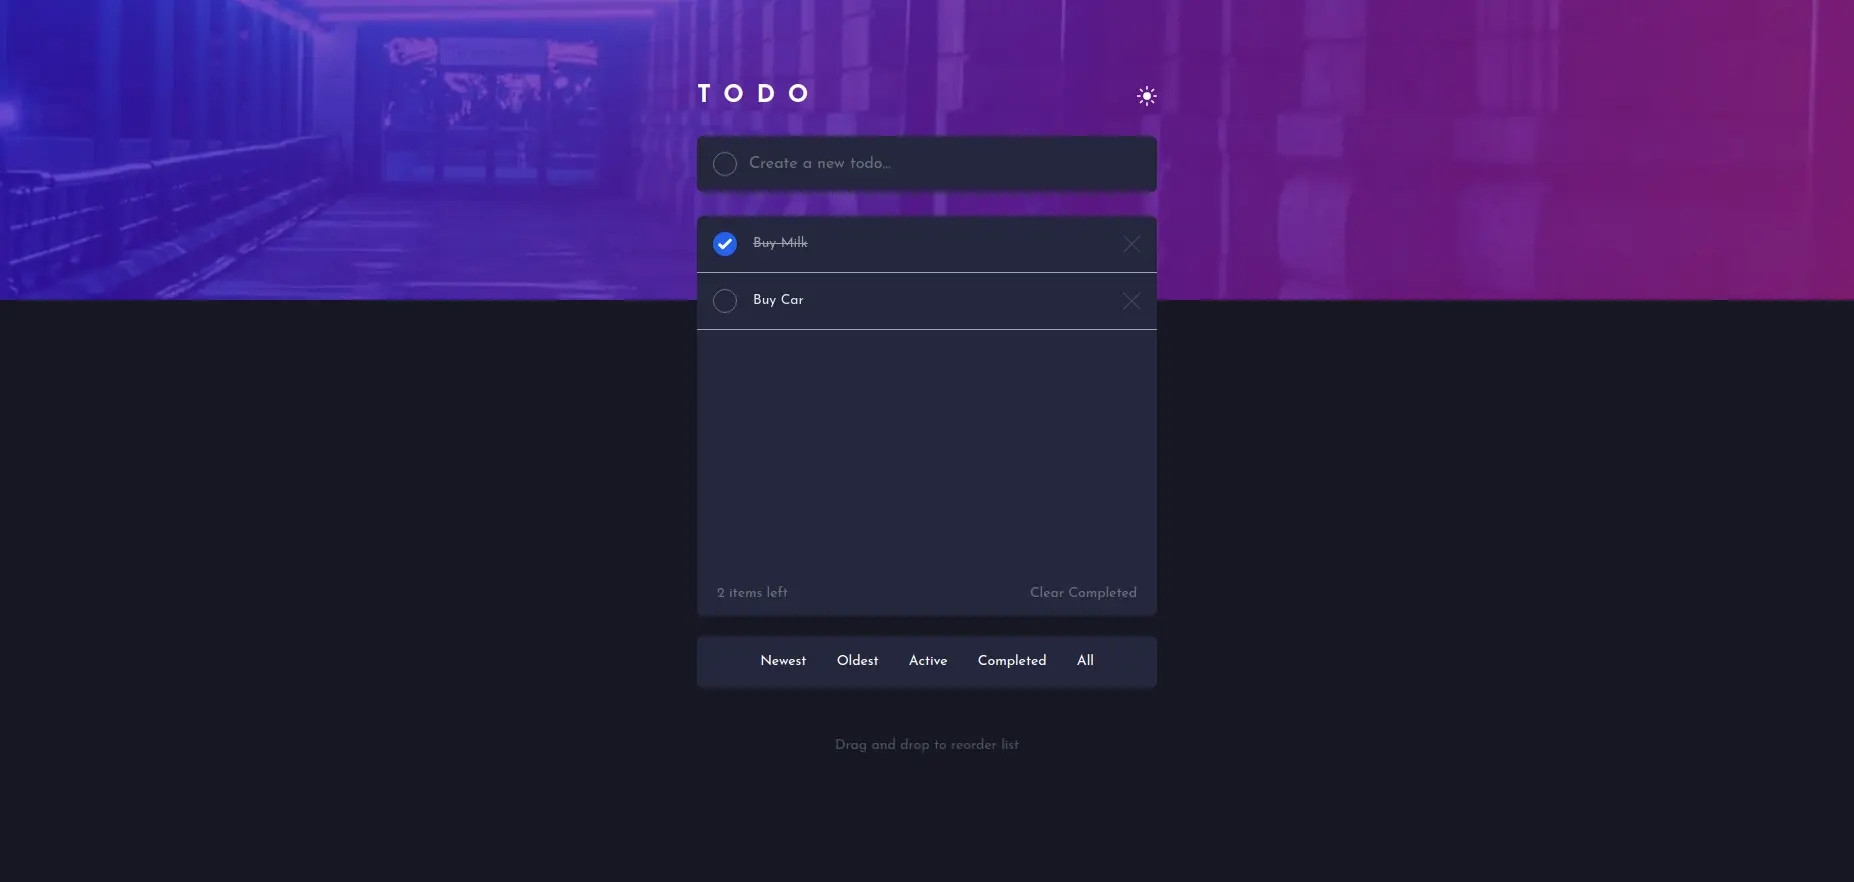 TODO
Create a new todo...
Buy Milk
Buy Car
2 items left Clear Completed
Newest Oldest Active Completed All
Drag and drop to reorder list